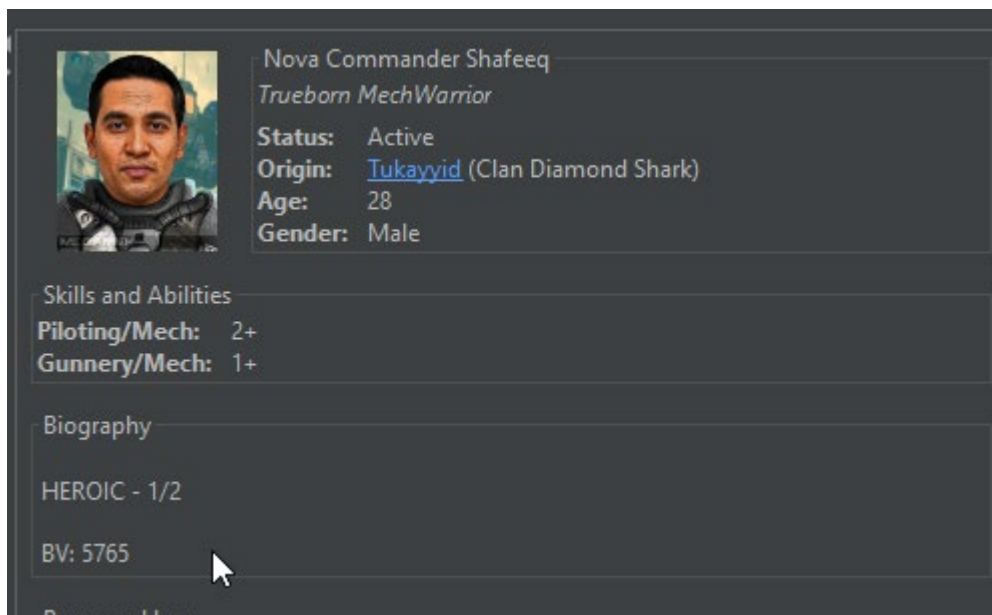 Nova Commander Shafeeq
Trueborn MechWarrior
Status: Active
Origin: Tukayyid (Clan Diamond Shark)
Age: 28
Gender: Male
Skills and Abilities
Piloting/Mech: 2+
Gunnery/Mech: 1+
Biography
HEROIC - 1/2
BV: 5765